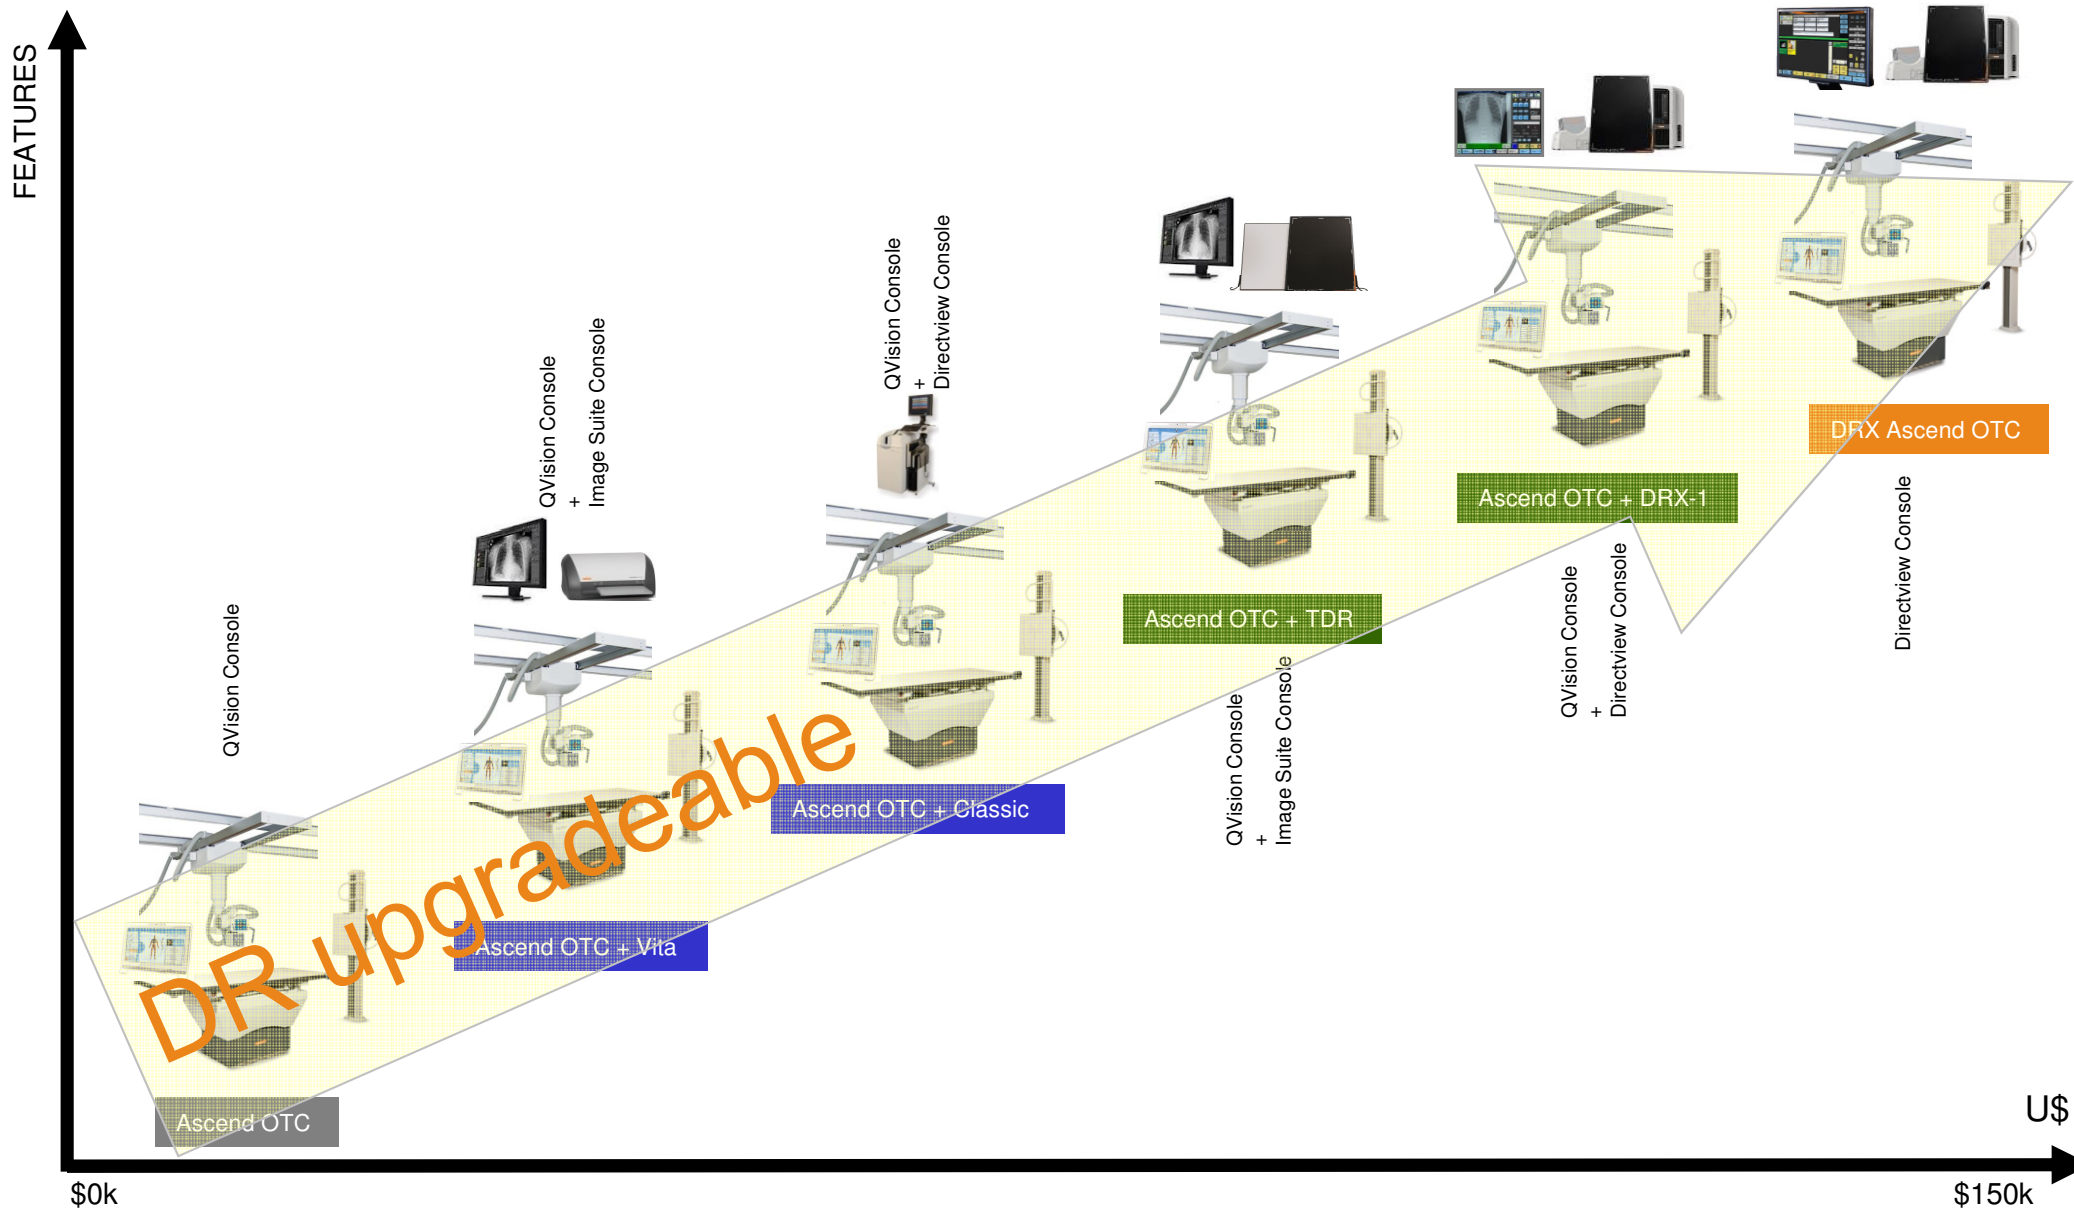 FEATURES
QVision Console
Ascend OTC
QVision Console
+
Image Suite Console
Ascend OTC + Vita
QVision Console
+
Directview Console
Ascend OTC + Classic
Ascend OTC + TDR
QVision Console
+
Image Suite Console
Ascend OTC + DRX-1
QVision Console
+
Directview Console
DRX Ascend OTC
Directview Console
DR upgradeable
U$
$0k
$150k